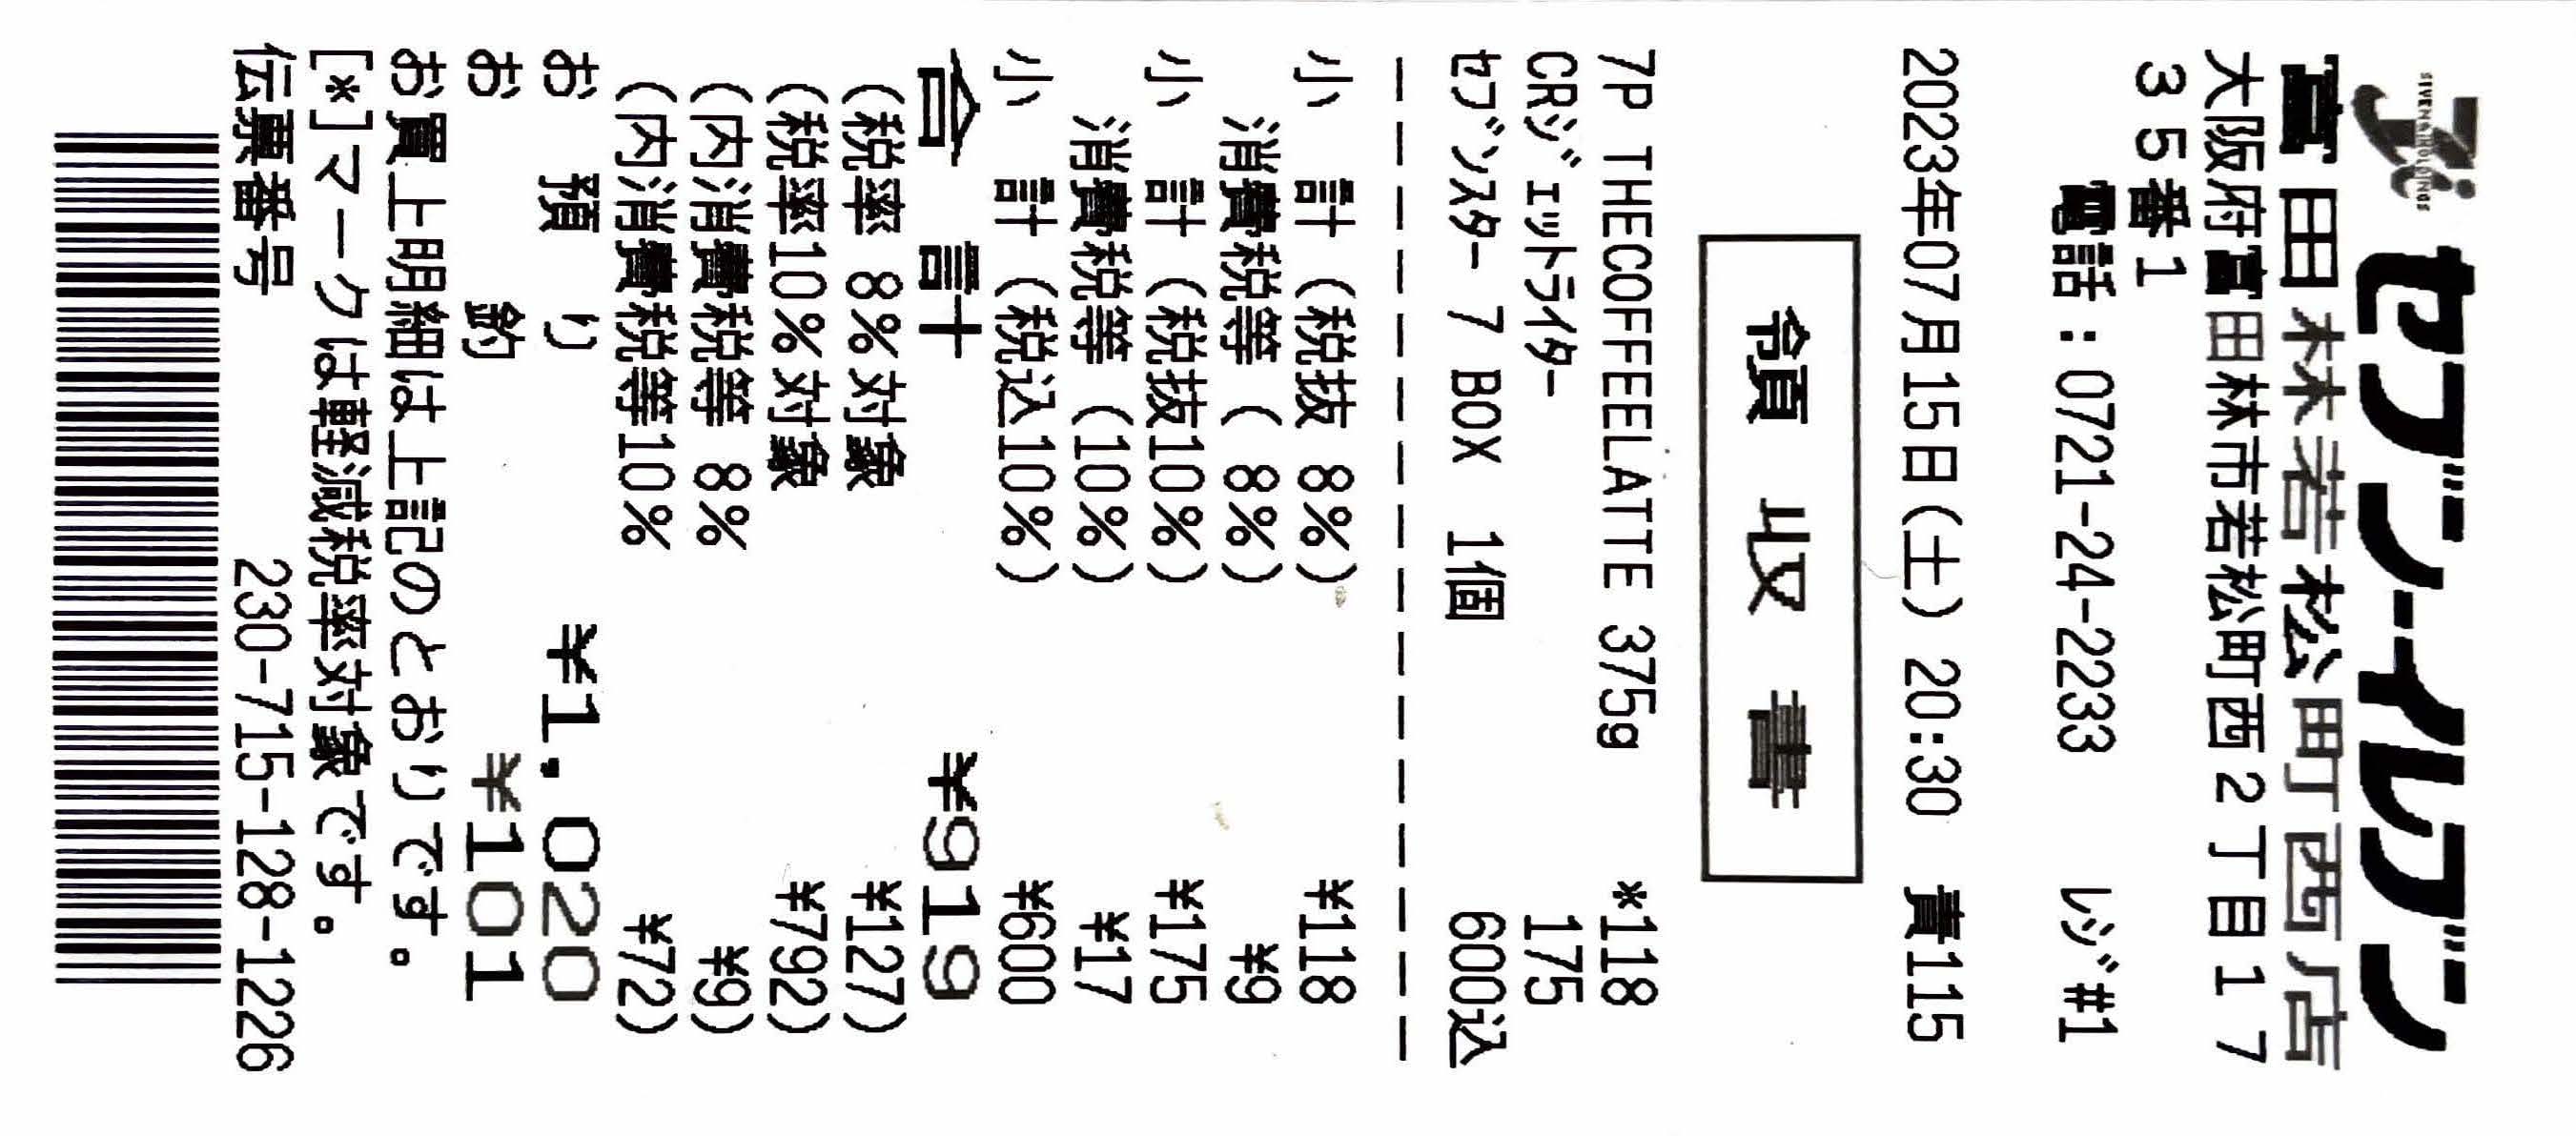 SEVEN&I HOLDINGS
セブン-イレブン
富田林若松町西店
大阪府富田林市若松町西2丁目17
35番1
電話:0721-24-2233 レジ#1
2023年07月15日(土) 20:30 責115
領収書
7P THECOFFEELATTE 375g *118
CRジェットライター 175
セブンスター 7 BOX 1個 600込
小 計 (税抜 8%) ¥118
消費税等 ( 8%) ¥9
小 計 (税抜10%) ¥175
消費税等 (10%) ¥17
小 計 (税込10%) ¥600
合 計 ¥919
(税率 8%対象 ¥127)
(税率10%対象 ¥792)
(内消費税等 8% ¥9)
(内消費税等10% ¥72)
お 預 り ¥1,020
お 釣 ¥101
お買上明細は上記のとおりです。
[*]マークは軽減税率対象です。
伝票番号 230-715-128-1226